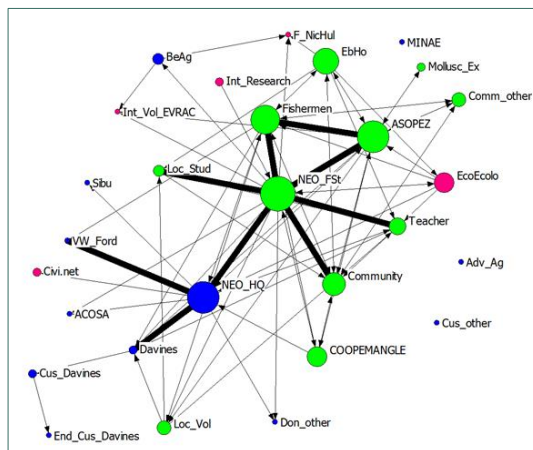 F_NicHul
MINAE
BeAg
EbHo
Mollusc_Ex
Int_Research
Comm_other
Int_Vol_EVRAC
Fishermen
ASOPEZ
Loc_Stud
NEO_FSt
EcoEcolo
Sibu
Teacher
VW_Ford
Adv_Ag
Civi.net
NEO_HQ
Community
ACOSA
Cus_other
Davines
COOPEMANGLE
Cus_Davines
Loc_Vol
Don_other
End_Cus_Davines